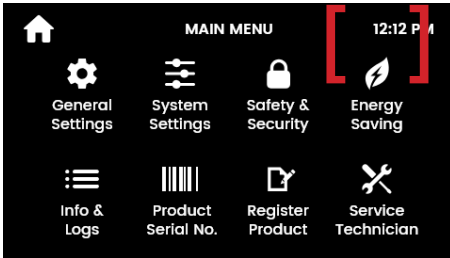 MAIN MENU
12:12 PM
General
Settings
System
Settings
Safety &
Security
Energy
Saving
Info &
Logs
Product
Serial No.
Register
Product
Service
Technician